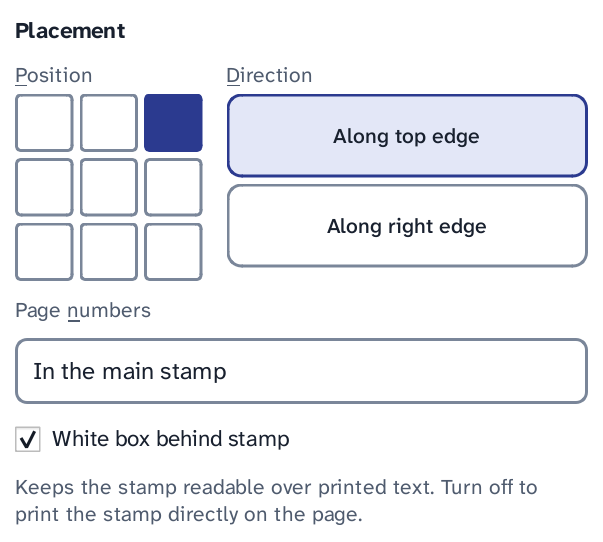 Placement
Position
Direction
Along top edge
Along right edge
Page numbers
In the main stamp
White box behind stamp
Keeps the stamp readable over printed text. Turn off to
print the stamp directly on the page.